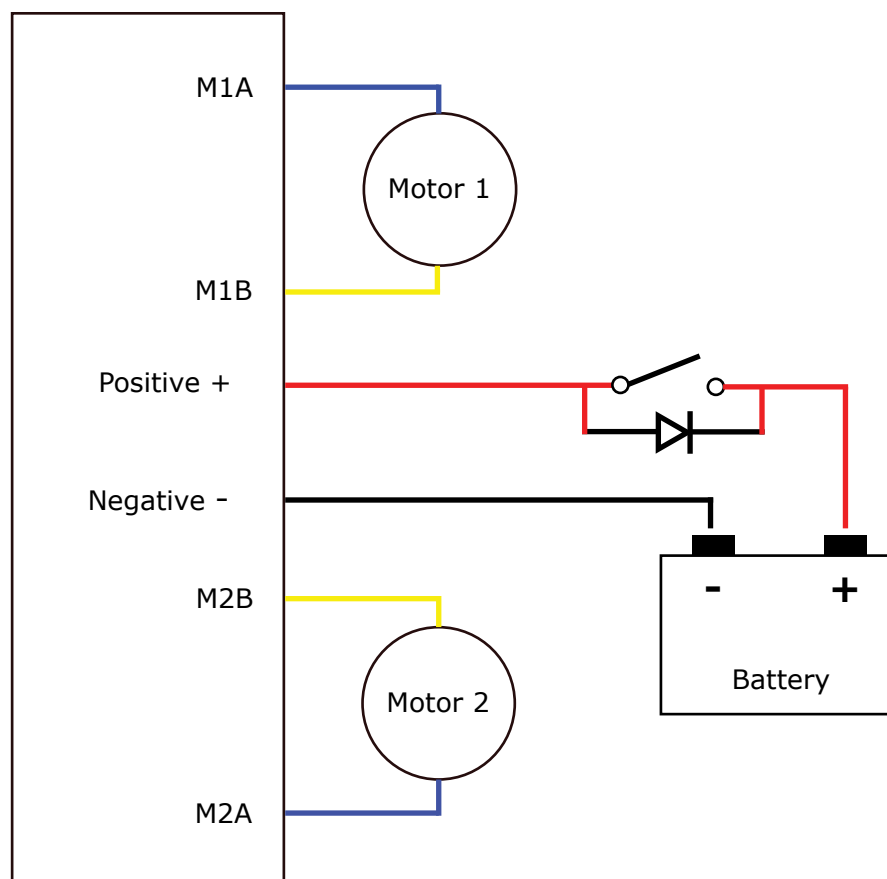 M1A
Motor 1
M1B
Positive +
Negative -
- +
M2B
Battery
Motor 2
M2A